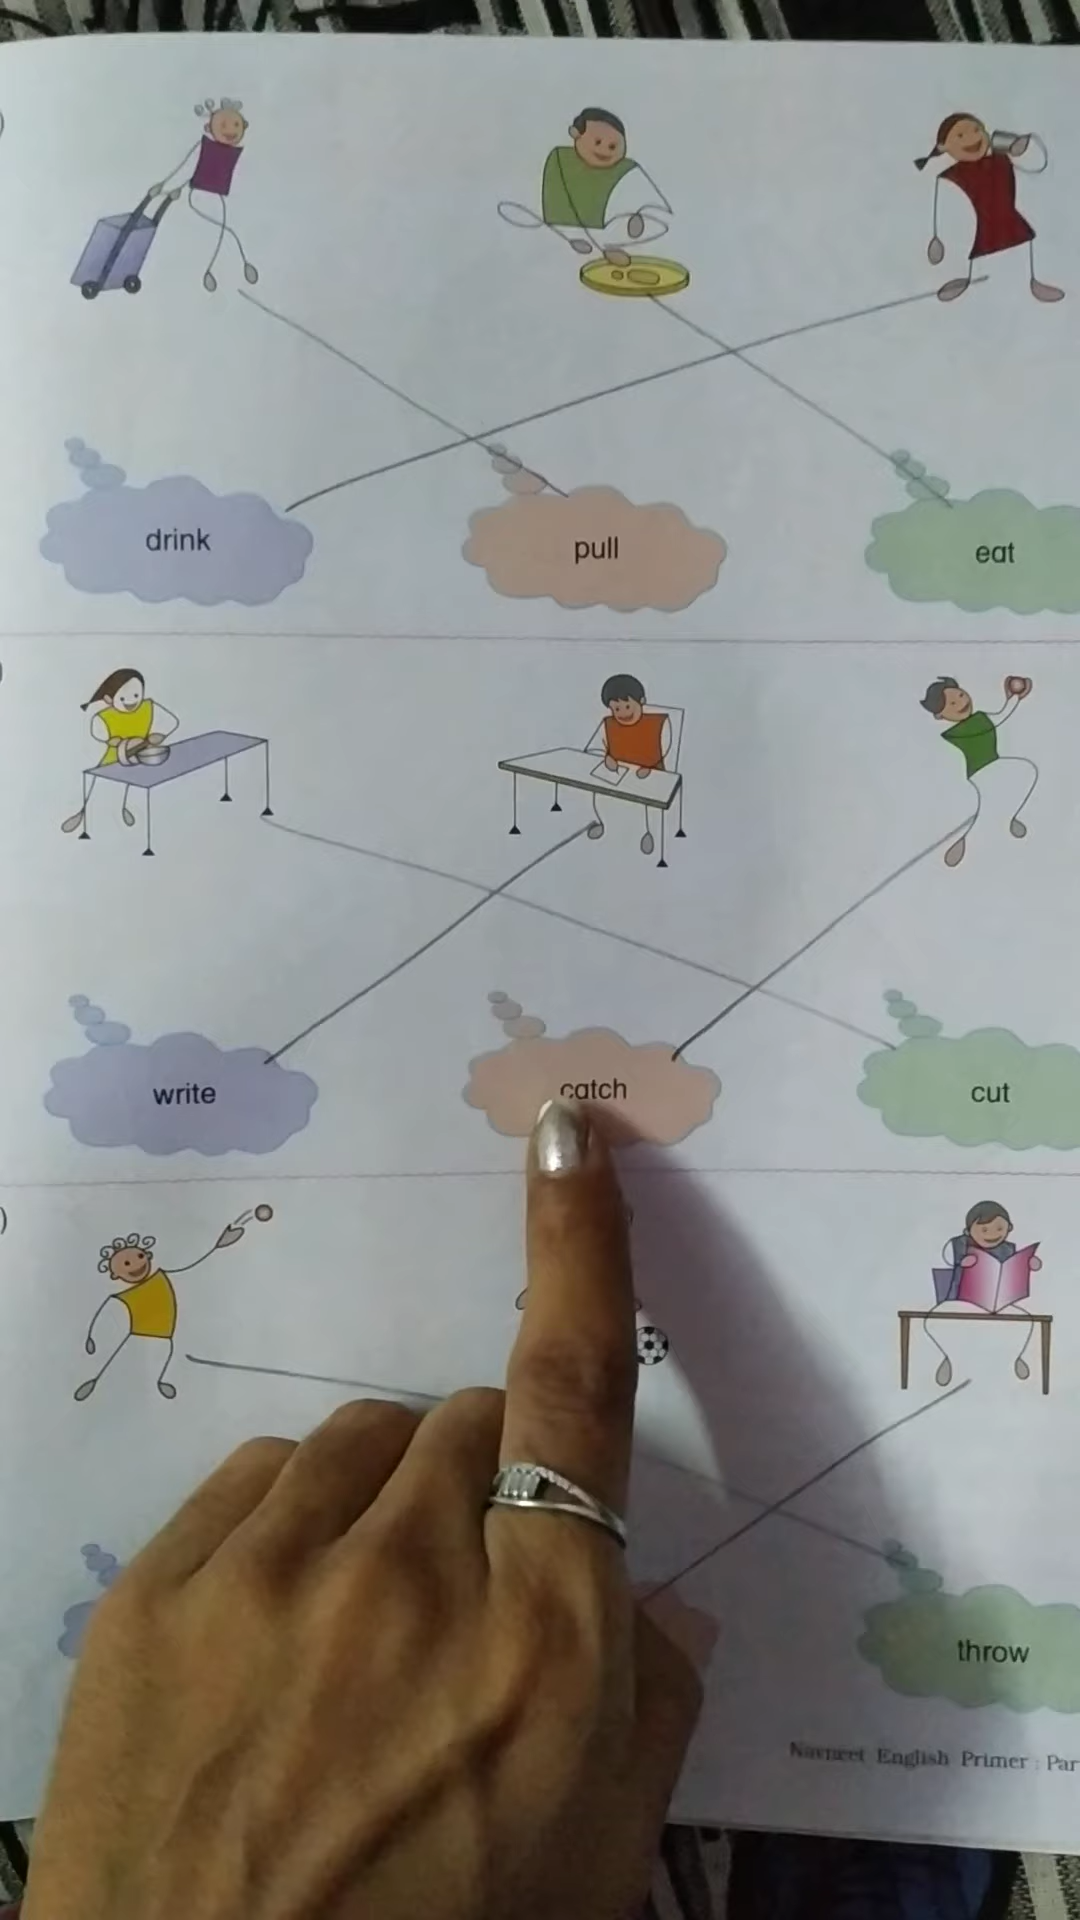 drink
pull
eat
write
catch
cut
throw
Navneet English Primer : Par